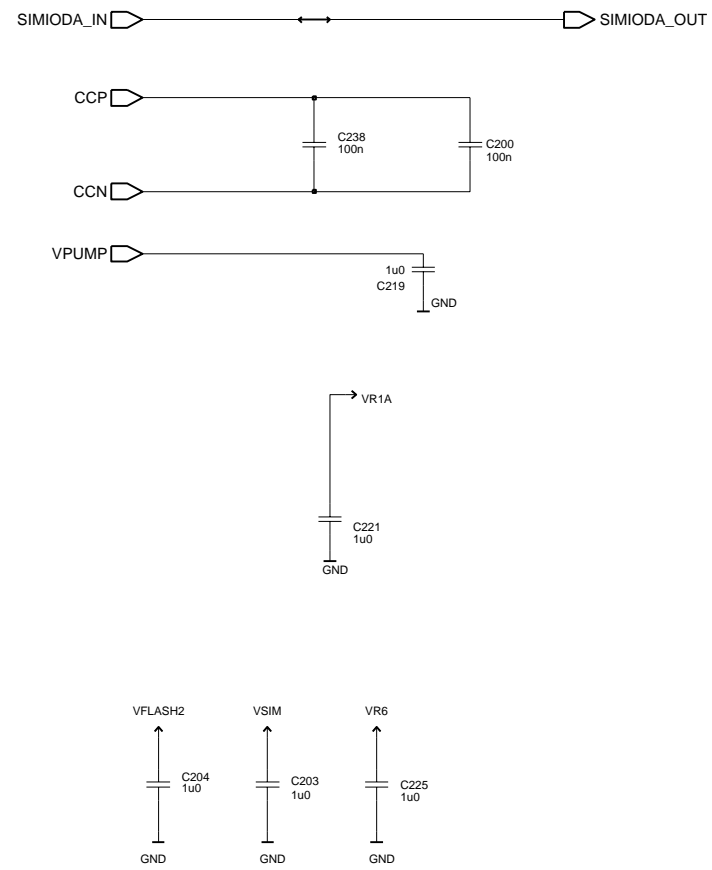 SIMIODA_IN
SIMIODA_OUT
CCP
C238
100n
C200
100n
CCN
VPUMP
1u0
C219
GND
VR1A
C221
1u0
GND
VFLASH2
VSIM
VR6
C204
1u0
C203
1u0
C225
1u0
GND
GND
GND